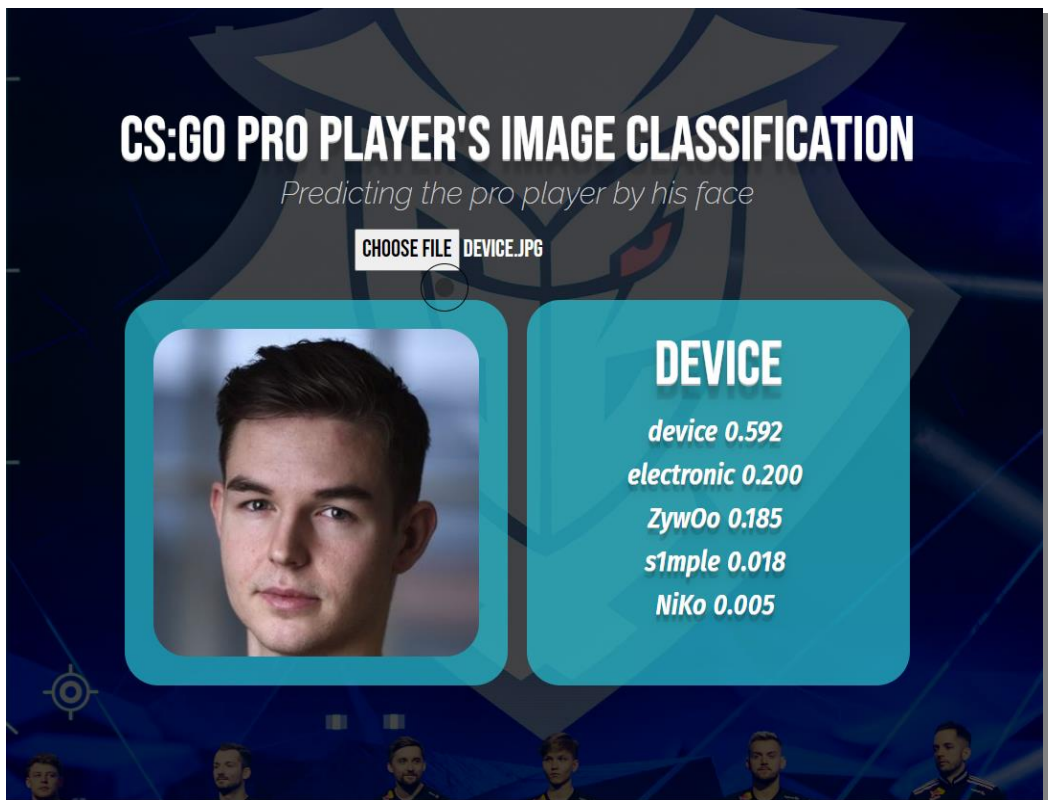 CS:GO PRO PLAYER'S IMAGE CLASSIFICATION
Predicting the pro player by his face
CHOOSE FILE DEVICE.JPG
DEVICE
device 0.592
electronic 0.200
ZywOo 0.185
s1mple 0.018
NiKo 0.005